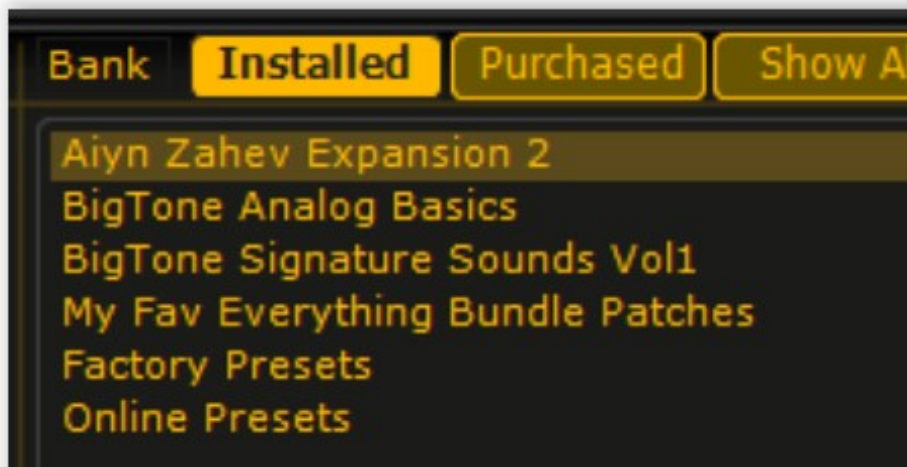 Bank Installed Purchased Show
Aiyn Zahev Expansion 2
BigTone Analog Basics
BigTone Signature Sounds Vol1
My Fav Everything Bundle Patches
Factory Presets
Online Presets